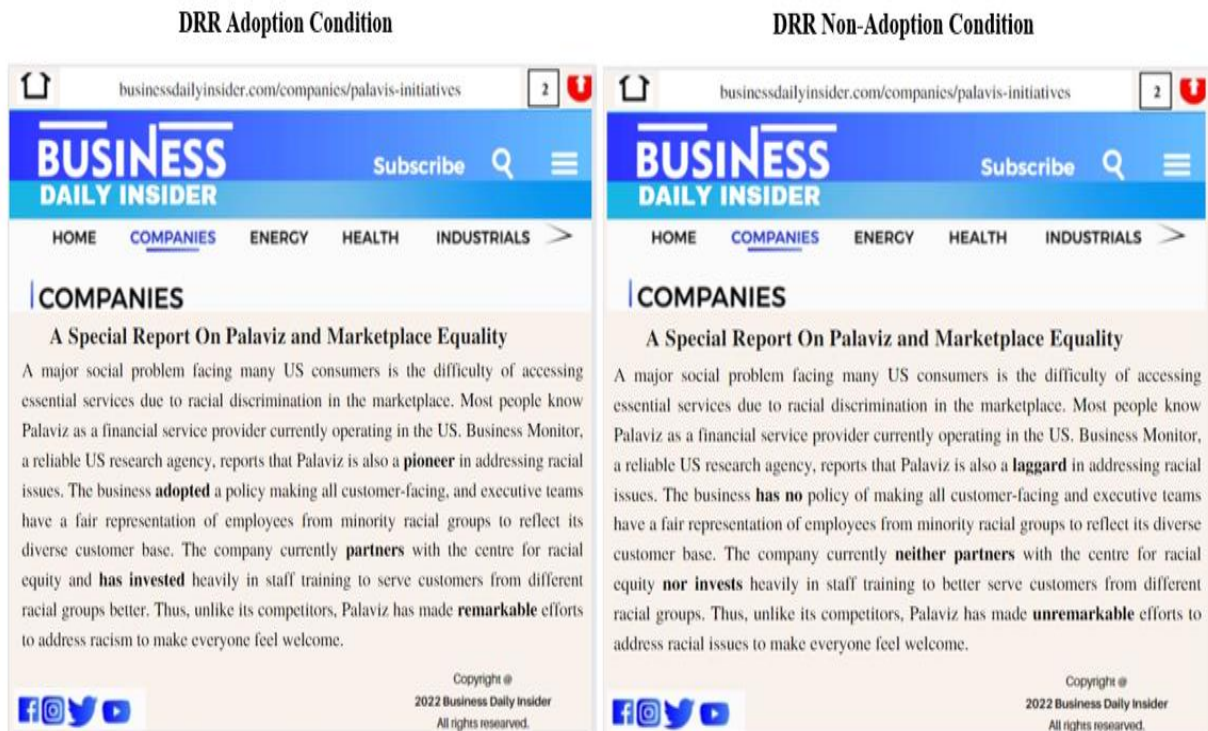 DRR Adoption Condition
businessdailyinsider.com/companies/palavis-initiatives
2
BUSINESS
DAILY INSIDER
Subscribe
HOME COMPANIES ENERGY HEALTH INDUSTRIALS
COMPANIES
A Special Report On Palaviz and Marketplace Equality
A major social problem facing many US consumers is the difficulty of accessing
essential services due to racial discrimination in the marketplace. Most people know
Palaviz as a financial service provider currently operating in the US. Business Monitor,
a reliable US research agency, reports that Palaviz is also a pioneer in addressing racial
issues. The business adopted a policy making all customer-facing, and executive teams
have a fair representation of employees from minority racial groups to reflect its
diverse customer base. The company currently partners with the centre for racial
equity and has invested heavily in staff training to serve customers from different
racial groups better. Thus, unlike its competitors, Palaviz has made remarkable efforts
to address racism to make everyone feel welcome.
Copyright @
2022 Business Daily Insider
All rights researved.
DRR Non-Adoption Condition
businessdailyinsider.com/companies/palavis-initiatives
2
BUSINESS
DAILY INSIDER
Subscribe
HOME COMPANIES ENERGY HEALTH INDUSTRIALS
COMPANIES
A Special Report On Palaviz and Marketplace Equality
A major social problem facing many US consumers is the difficulty of accessing
essential services due to racial discrimination in the marketplace. Most people know
Palaviz as a financial service provider currently operating in the US. Business Monitor,
a reliable US research agency, reports that Palaviz is also a laggard in addressing racial
issues. The business has no policy of making all customer-facing and executive teams
have a fair representation of employees from minority racial groups to reflect its diverse
customer base. The company currently neither partners with the centre for racial
equity nor invests heavily in staff training to better serve customers from different
racial groups. Thus, unlike its competitors, Palaviz has made unremarkable efforts to
address racial issues to make everyone feel welcome.
Copyright @
2022 Business Daily Insider
All rights researved.